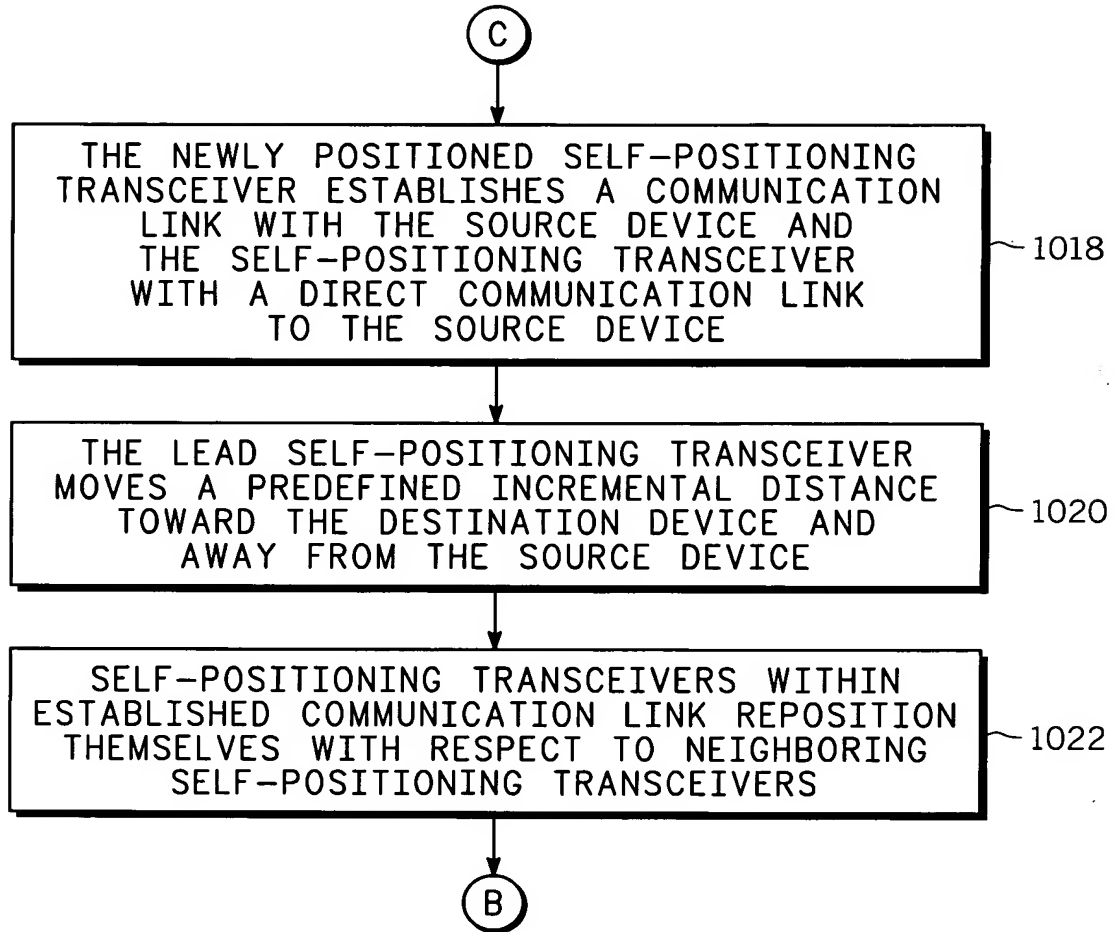 C
THE NEWLY POSITIONED SELF-POSITIONING
TRANSCEIVER ESTABLISHES A COMMUNICATION
LINK WITH THE SOURCE DEVICE AND
THE SELF-POSITIONING TRANSCEIVER
WITH A DIRECT COMMUNICATION LINK
TO THE SOURCE DEVICE
1018
THE LEAD SELF-POSITIONING TRANSCEIVER
MOVES A PREDEFINED INCREMENTAL DISTANCE
TOWARD THE DESTINATION DEVICE AND
AWAY FROM THE SOURCE DEVICE
1020
SELF-POSITIONING TRANSCEIVERS WITHIN
ESTABLISHED COMMUNICATION LINK REPOSITION
THEMSELVES WITH RESPECT TO NEIGHBORING
SELF-POSITIONING TRANSCEIVERS
1022
B